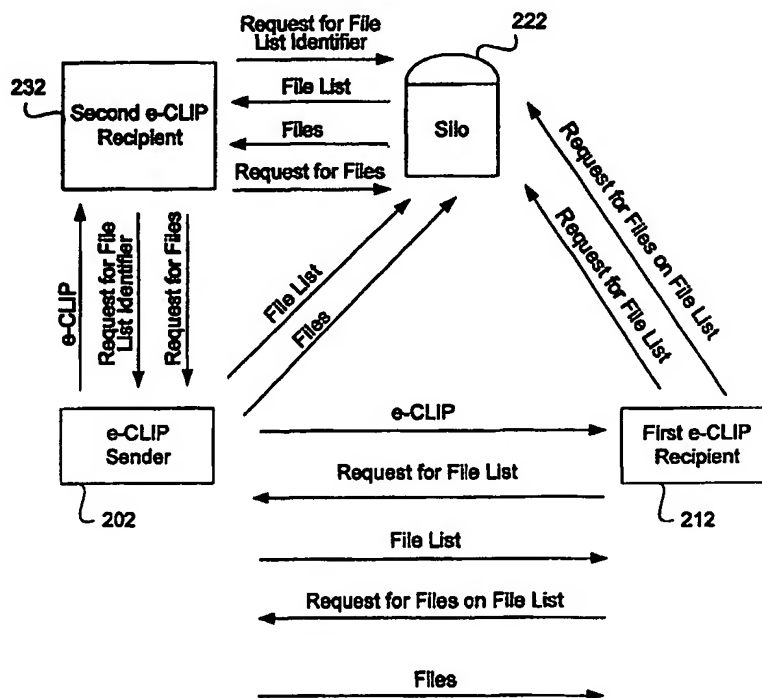 Request for File
List Identifier
222
232
File List
Second e-CLIP
Recipient
Silo
Files
Request for Files
Request for Files on File List
Request for File List
e-CLIP
Request for File
List Identifier
Request for Files
File List
Files
e-CLIP
e-CLIP
Sender
First e-CLIP
Recipient
Request for File List
202
212
File List
Request for Files on File List
Files